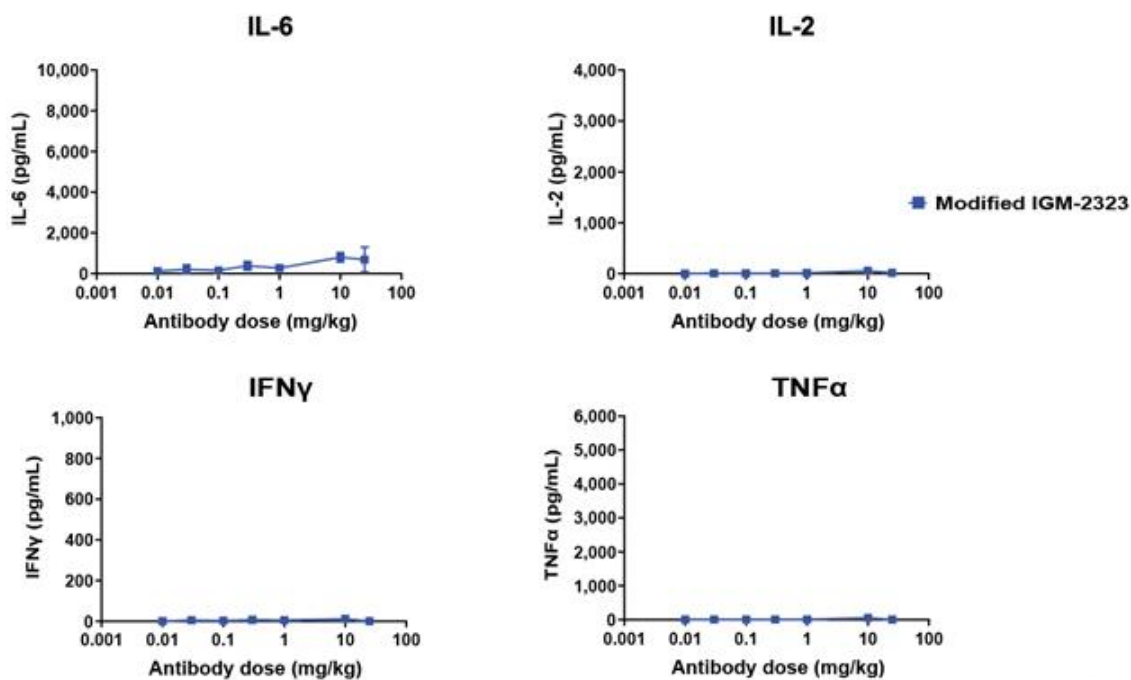 IL-6
10,000
8,000
6,000
4,000
2,000
0
IL-6 (pg/mL)
0.001 0.01 0.1 1 10 100
Antibody dose (mg/kg)
IL-2
4,000
3,000
2,000
1,000
0
IL-2 (pg/mL)
0.001 0.01 0.1 1 10 100
Antibody dose (mg/kg)
Modified IGM-2323
IFNγ
1,000
800
600
400
200
0
IFNγ (pg/mL)
0.001 0.01 0.1 1 10 100
Antibody dose (mg/kg)
TNFα
6,000
5,000
4,000
3,000
2,000
1,000
0
TNFα (pg/mL)
0.001 0.01 0.1 1 10 100
Antibody dose (mg/kg)